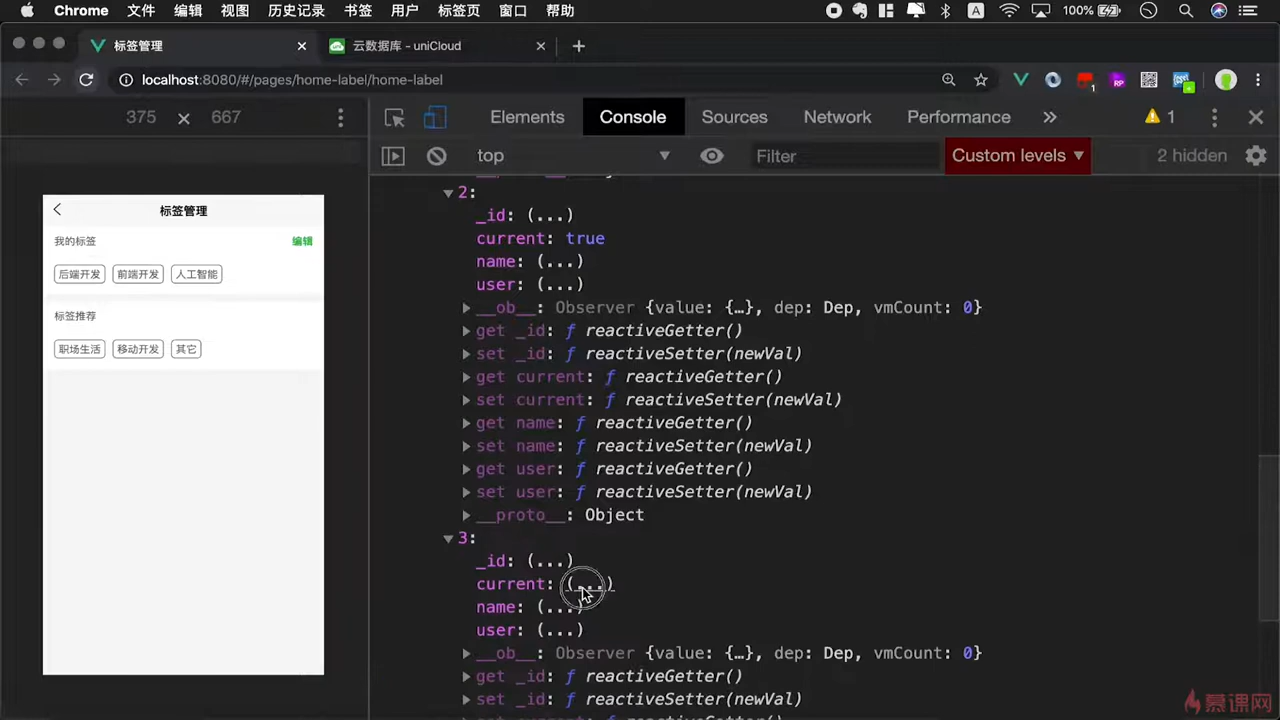 Chrome 文件 编辑 视图 历史记录 书签 用户 标签页 窗口 帮助 A 100%
标签管理 云数据库 - uniCloud
localhost:8080/#/pages/home-label/home-label RP 1
375 × 667
Elements Console Sources Network Performance 1
top Filter Custom levels 2 hidden
标签管理
我的标签 编辑
后端开发 前端开发 人工智能
标签推荐
职场生活 移动开发 其它
2:
_id: (...)
current: true
name: (...)
user: (...)
__ob__: Observer {value: {…}, dep: Dep, vmCount: 0}
get _id: ƒ reactiveGetter()
set _id: ƒ reactiveSetter(newVal)
get current: ƒ reactiveGetter()
set current: ƒ reactiveSetter(newVal)
get name: ƒ reactiveGetter()
set name: ƒ reactiveSetter(newVal)
get user: ƒ reactiveGetter()
set user: ƒ reactiveSetter(newVal)
__proto__: Object
3:
_id: (...)
current: (...)
name: (...)
user: (...)
__ob__: Observer {value: {…}, dep: Dep, vmCount: 0}
get _id: ƒ reactiveGetter()
set _id: ƒ reactiveSetter(newVal)
慕课网